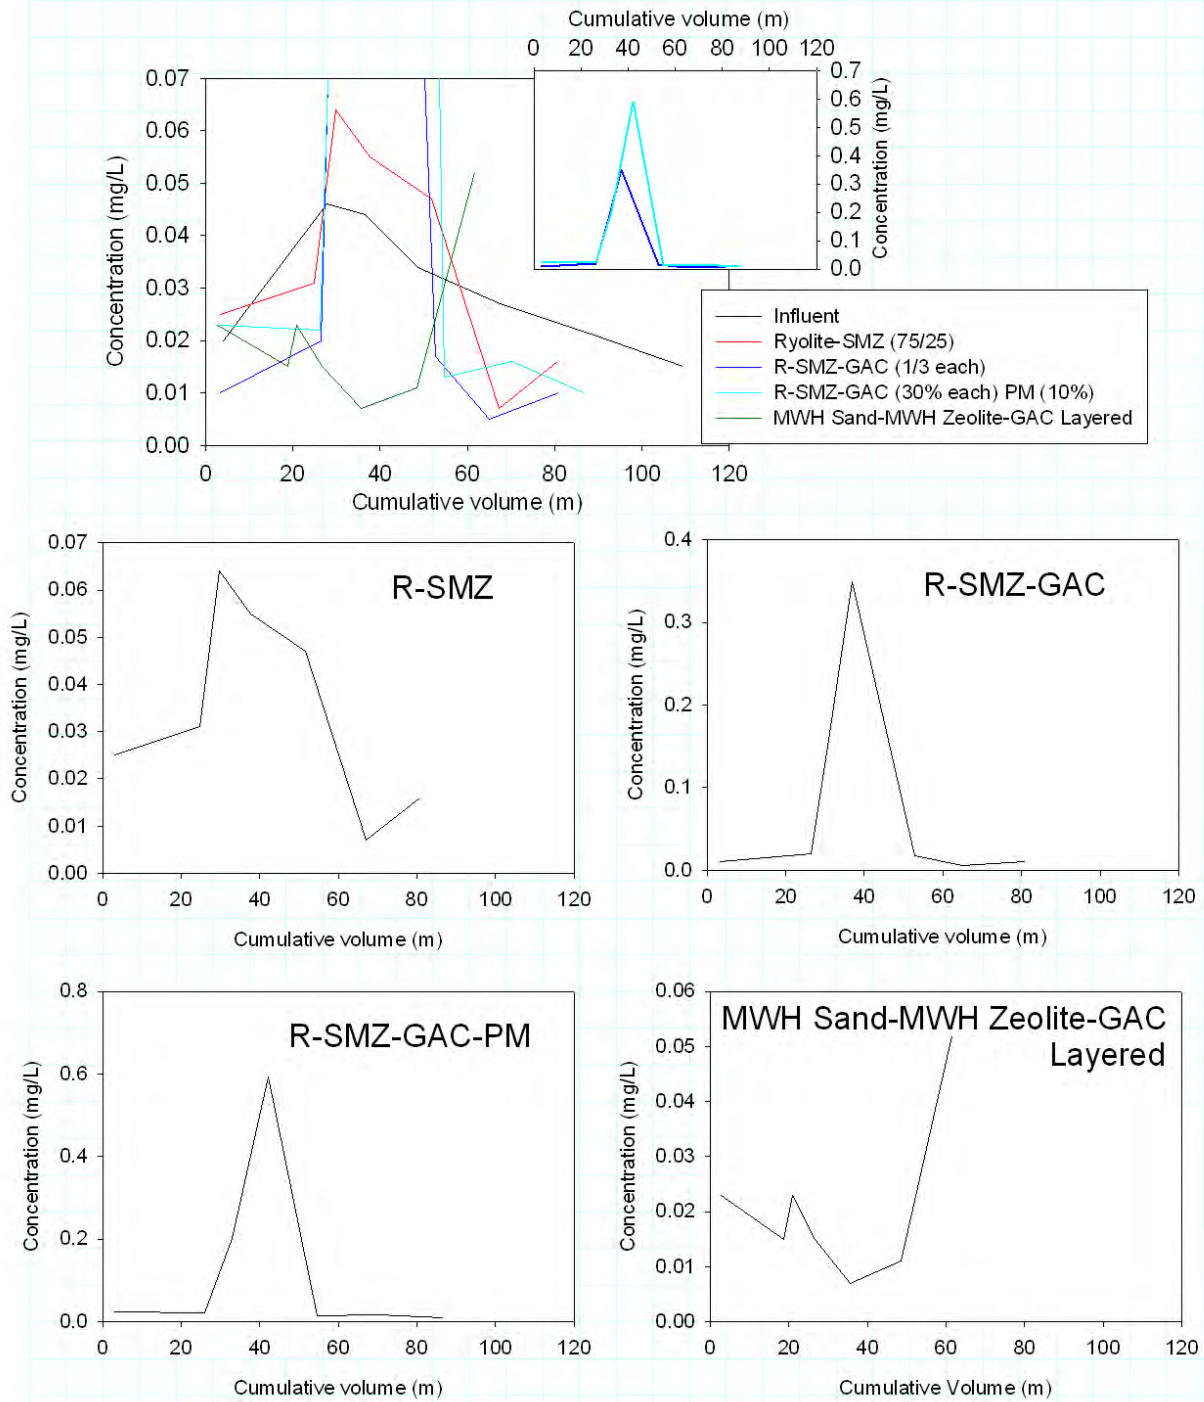 Cumulative volume (m)
0 20 40 60 80 100 120
0.7
0.6
0.5
0.4
0.3
0.2
0.1
0.0
Concentration (mg/L)
0.07
0.06
0.05
0.04
0.03
0.02
0.01
0.00
Concentration (mg/L)
0 20 40 60 80 100 120
Cumulative volume (m)
Influent
Ryolite-SMZ (75/25)
R-SMZ-GAC (1/3 each)
R-SMZ-GAC (30% each) PM (10%)
MWH Sand-MWH Zeolite-GAC Layered
R-SMZ
0.07
0.06
0.05
0.04
0.03
0.02
0.01
0.00
Concentration (mg/L)
0 20 40 60 80 100 120
Cumulative volume (m)
R-SMZ-GAC
0.4
0.3
0.2
0.1
0.0
Concentration (mg/L)
0 20 40 60 80 100 120
Cumulative volume (m)
R-SMZ-GAC-PM
0.8
0.6
0.4
0.2
0.0
Concentration (mg/L)
0 20 40 60 80 100 120
Cumulative volume (m)
MWH Sand-MWH Zeolite-GAC
Layered
0.06
0.05
0.04
0.03
0.02
0.01
0.00
Concentration (mg/L)
0 20 40 60 80 100 120
Cumulative Volume (m)